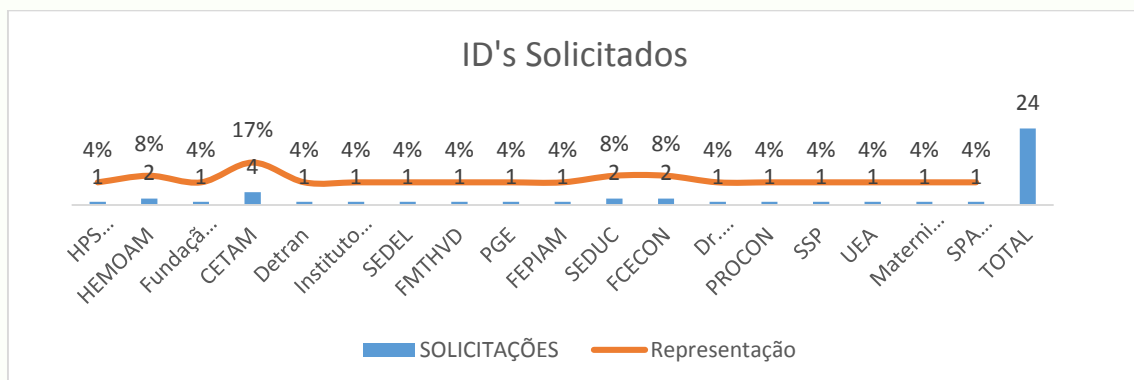 ID's Solicitados
24
17%
4% 8% 4% 4% 4% 4% 4% 4% 4% 8% 8% 4% 4% 4% 4% 4% 4%
1 2 1 4 1 1 1 1 1 1 2 2 1 1 1 1 1 1
HPS...
HEMOAM
Fundaçã...
CETAM
Detran
Instituto...
SEDEL
FMTHVD
PGE
FEPIAM
SEDUC
FCECON
Dr....
PROCON
SSP
UEA
Materni...
SPA...
TOTAL
SOLICITAÇÕES Representação